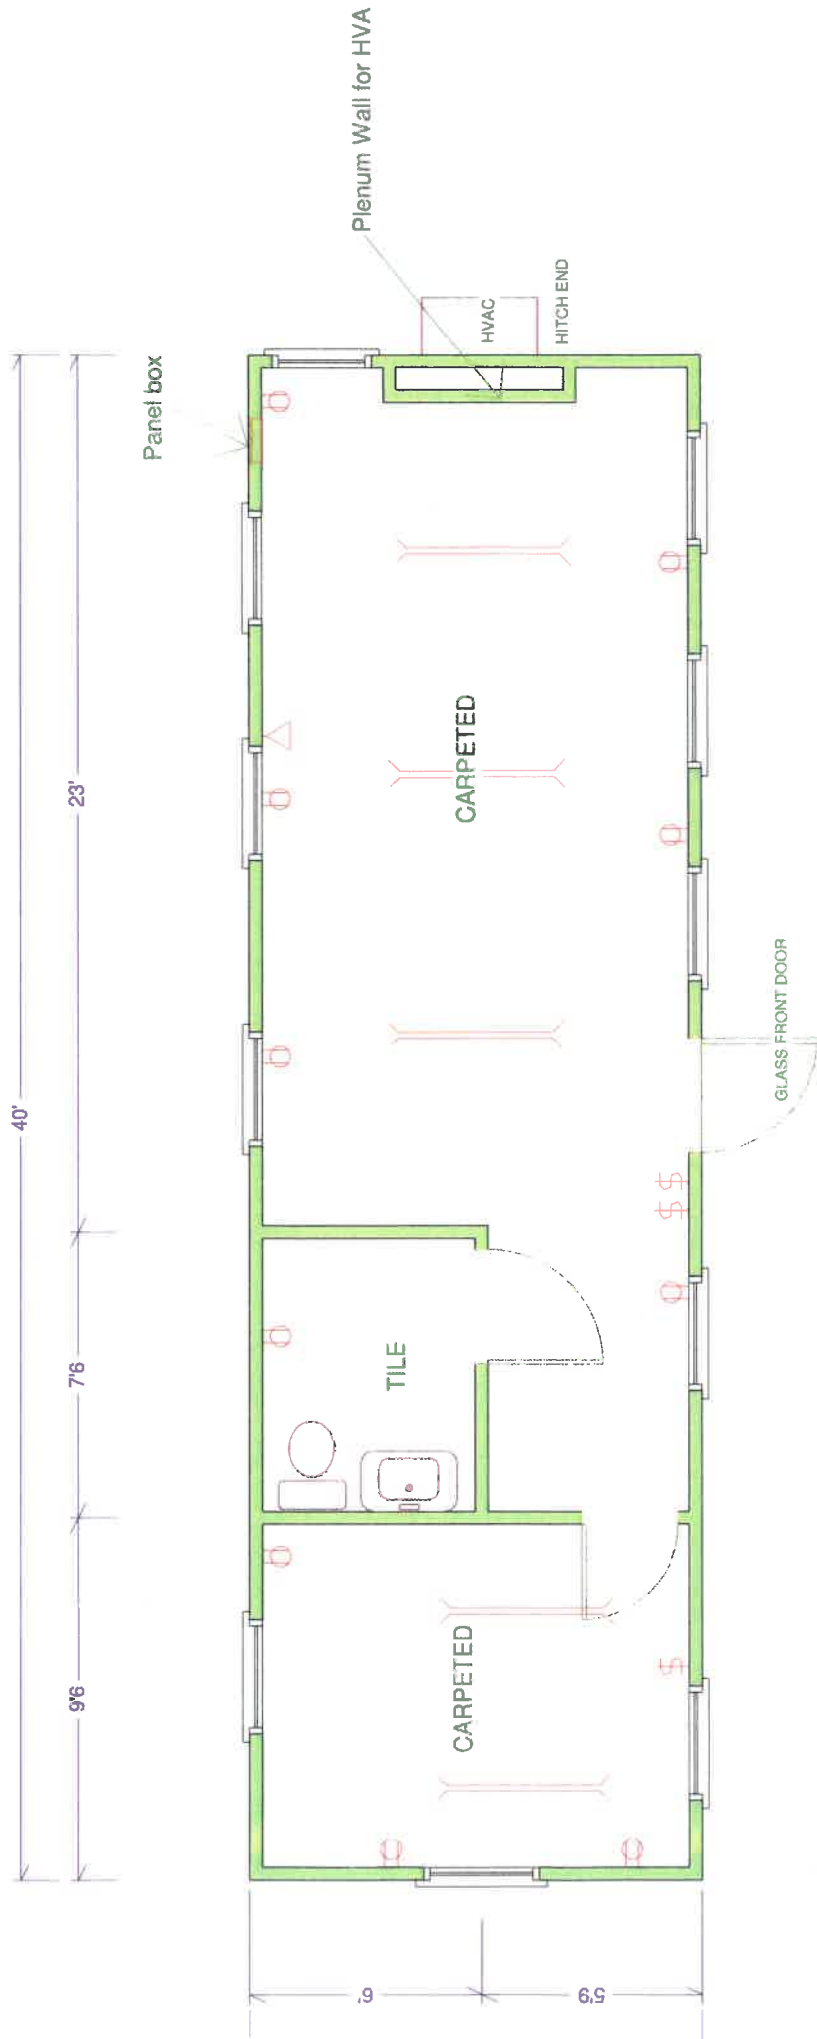 40'
9'6
7'6
23'
Panel box
Plenum Wall for HVA
HVAC
HITCH END
CARPETED
TILE
CARPETED
GLASS FRONT DOOR
$ $
$
6'
5'9